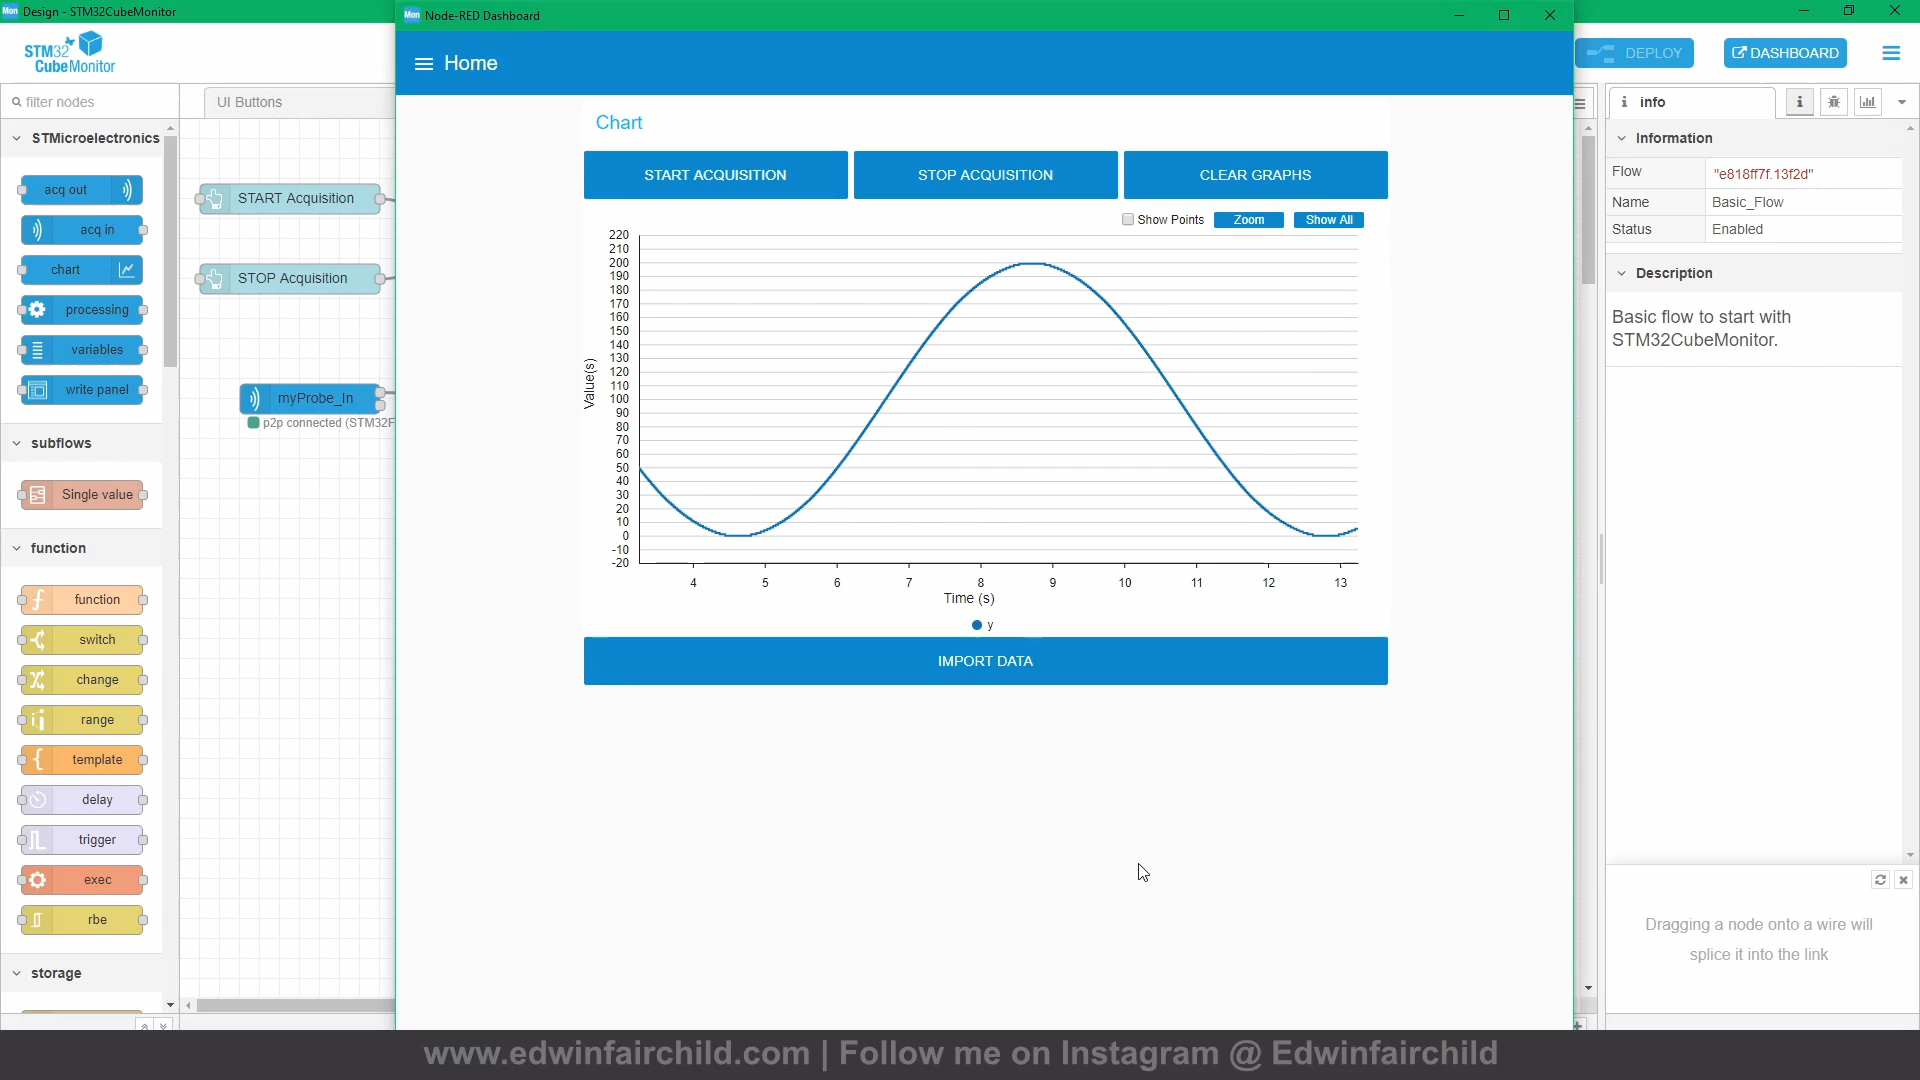 Mon Design - STM32CubeMonitor
Mon Node-RED Dashboard
STM32
CubeMonitor
Home
DEPLOY
DASHBOARD
filter nodes
UI Buttons
i info
i
STMicroelectronics
acq out
acq in
chart
processing
variables
write panel
subflows
Single value
function
function
switch
change
range
template
delay
trigger
exec
rbe
storage
START Acquisition
STOP Acquisition
myProbe_In
p2p connected (STM32F
Chart
START ACQUISITION
STOP ACQUISITION
CLEAR GRAPHS
Show Points
Zoom
Show All
220
210
200
190
180
170
160
150
140
130
120
110
100
90
80
70
60
50
40
30
20
10
0
-10
-20
Value(s)
4 5 6 7 8 9 10 11 12 13
Time (s)
y
IMPORT DATA
Information
Flow "e818ff7f.13f2d"
Name Basic_Flow
Status Enabled
Description
Basic flow to start with
STM32CubeMonitor.
Dragging a node onto a wire will
splice it into the link
www.edwinfairchild.com | Follow me on Instagram @ Edwinfairchild